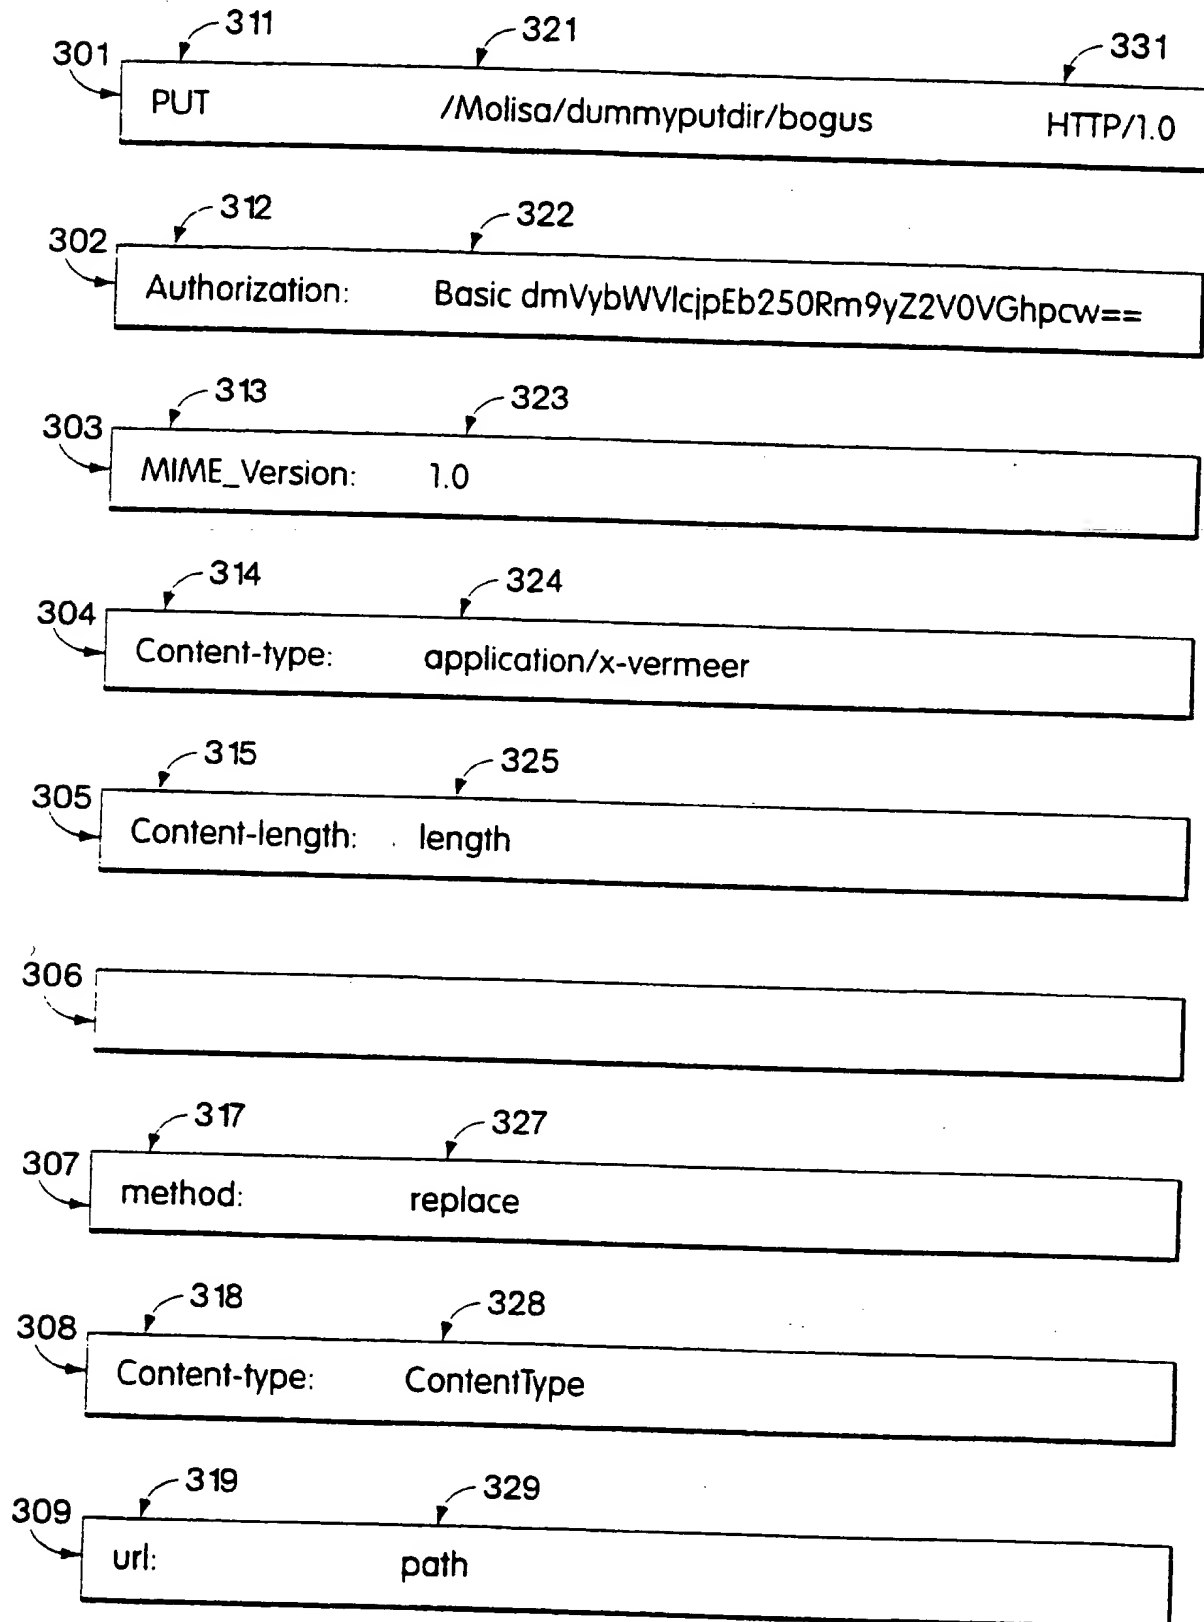 311 321 331
301
PUT /Molisa/dummyputdir/bogus HTTP/1.0
312 322
302
Authorization: Basic dmVybWVlcjpEb250Rm9yZ2V0VGhpcw==
313 323
303
MIME_Version: 1.0
314 324
304
Content-type: application/x-vermeer
315 325
305
Content-length: length
306
317 327
307
method: replace
318 328
308
Content-type: ContentType
319 329
309
url: path